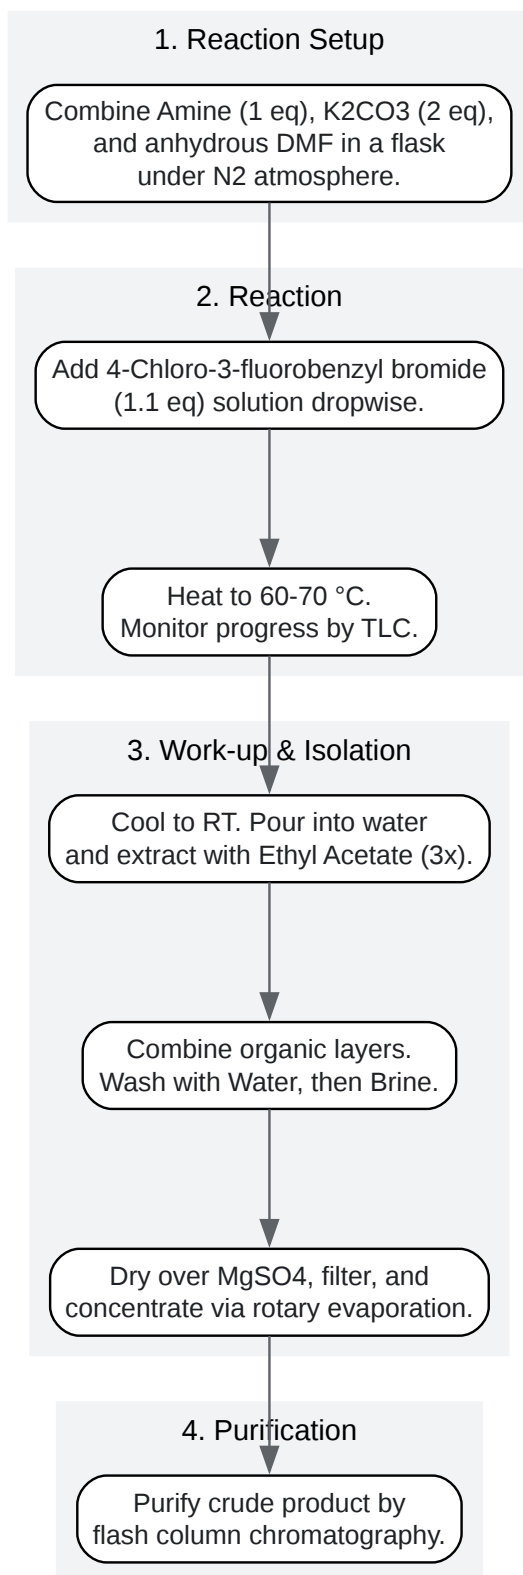 1. Reaction Setup
Combine Amine (1 eq), K2CO3 (2 eq),
and anhydrous DMF in a flask
under N2 atmosphere.
2. Reaction
Add 4-Chloro-3-fluorobenzyl bromide
(1.1 eq) solution dropwise.
Heat to 60-70 °C.
Monitor progress by TLC.
3. Work-up & Isolation
Cool to RT. Pour into water
and extract with Ethyl Acetate (3x).
Combine organic layers.
Wash with Water, then Brine.
Dry over MgSO4, filter, and
concentrate via rotary evaporation.
4. Purification
Purify crude product by
flash column chromatography.